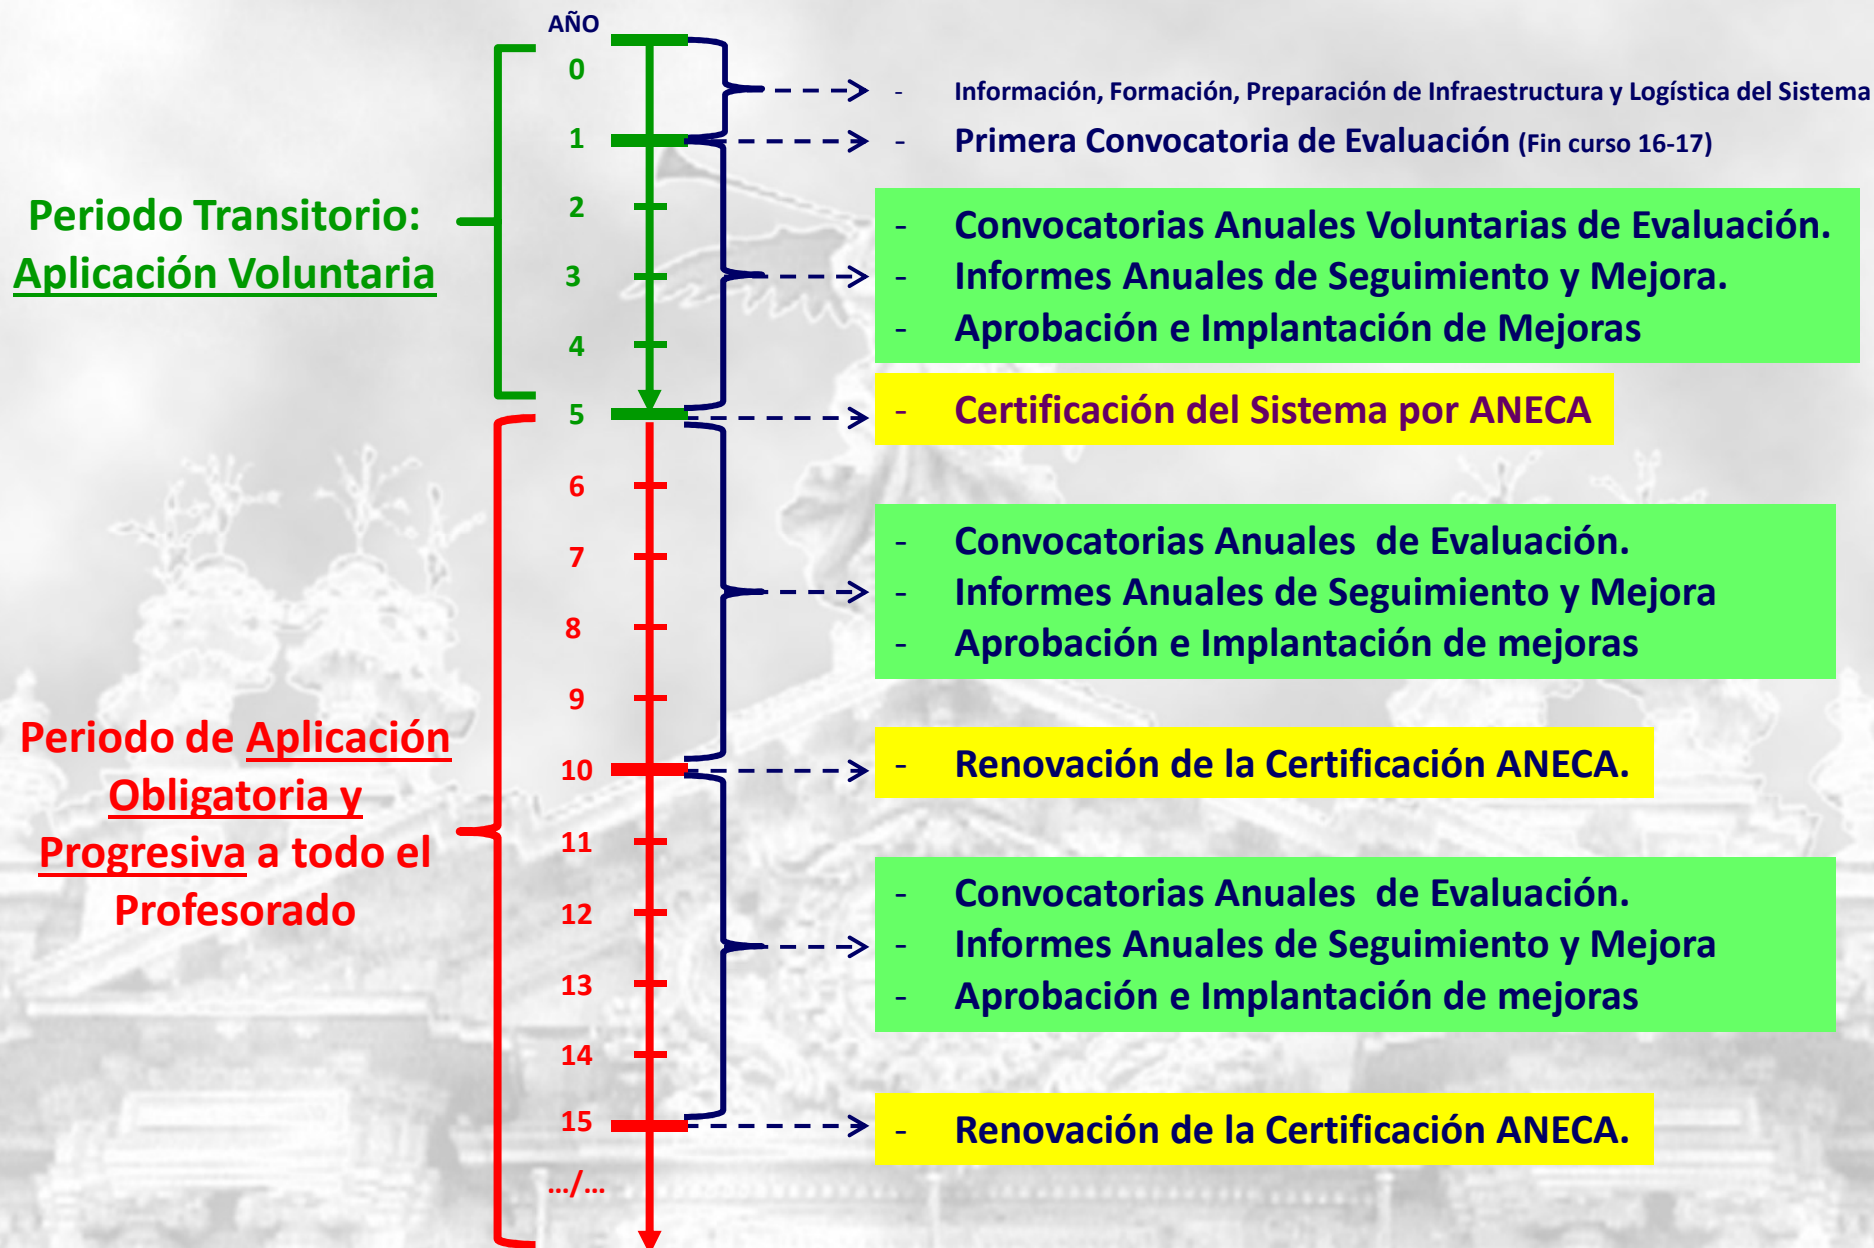 AÑO
0
- Información, Formación, Preparación de Infraestructura y Logística del Sistema
1
- Primera Convocatoria de Evaluación (Fin curso 16-17)
Periodo Transitorio:
Aplicación Voluntaria
2
3
4
- Convocatorias Anuales Voluntarias de Evaluación.
- Informes Anuales de Seguimiento y Mejora.
- Aprobación e Implantación de Mejoras
5
- Certificación del Sistema por ANECA
6
7
8
9
- Convocatorias Anuales  de Evaluación.
- Informes Anuales de Seguimiento y Mejora
- Aprobación e Implantación de mejoras
Periodo de Aplicación
Obligatoria y
Progresiva a todo el
Profesorado
10
- Renovación de la Certificación ANECA.
11
12
13
14
- Convocatorias Anuales  de Evaluación.
- Informes Anuales de Seguimiento y Mejora
- Aprobación e Implantación de mejoras
15
- Renovación de la Certificación ANECA.
.../...